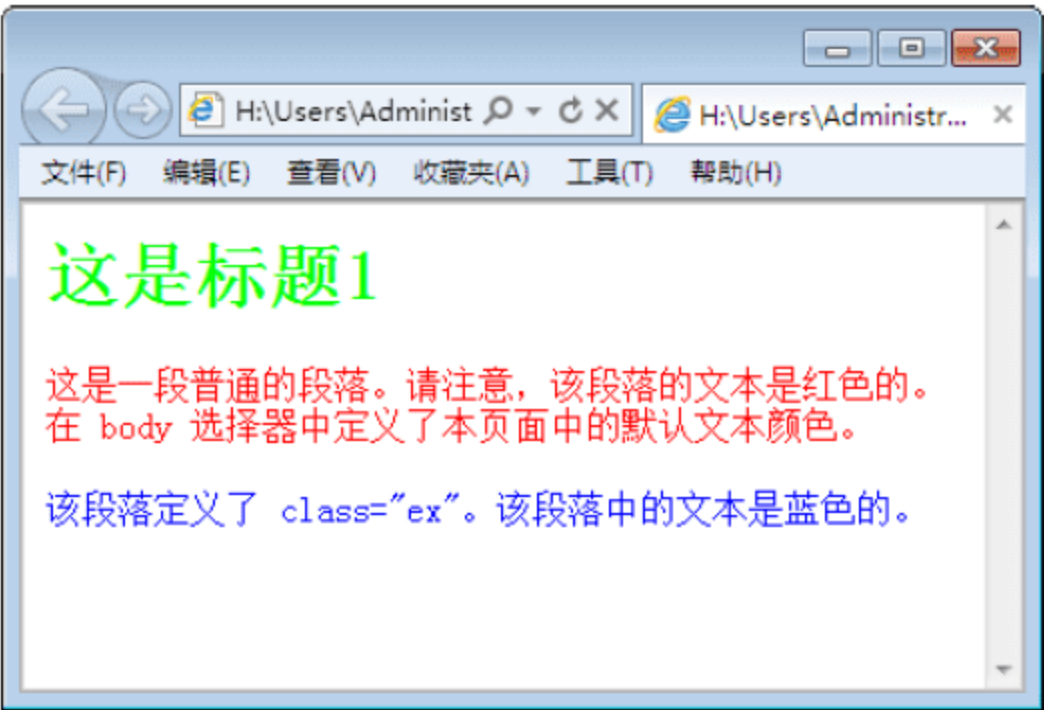 H:\Users\Administ
H:\Users\Administr...
文件(F) 编辑(E) 查看(V) 收藏夹(A) 工具(T) 帮助(H)
这是标题1
这是一段普通的段落。请注意，该段落的文本是红色的。
在 body 选择器中定义了本页面中的默认文本颜色。
该段落定义了 class="ex"。该段落中的文本是蓝色的。